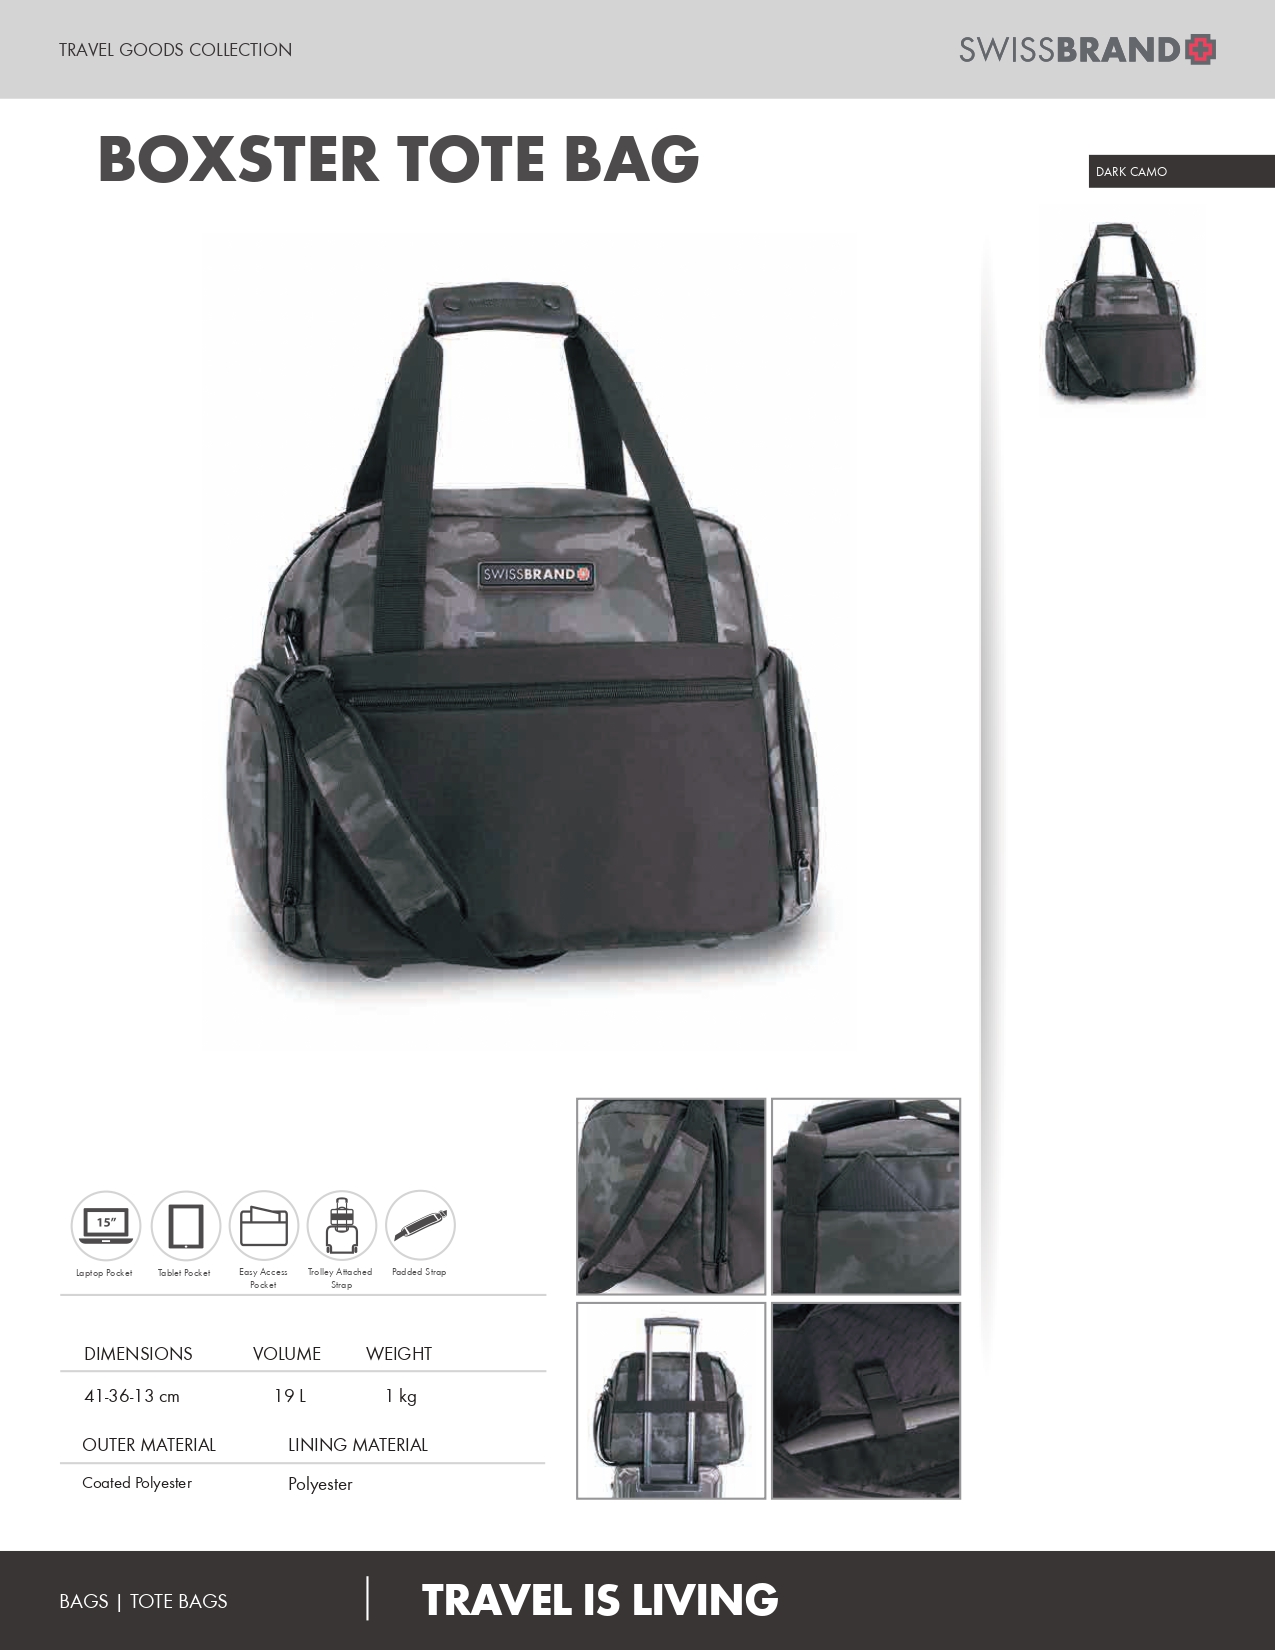 TRAVEL GOODS COLLECTION
SWISSBRAND
BOXSTER TOTE BAG
DARK CAMO
SWISSBRAND
15”
Laptop Pocket
Tablet Pocket
Easy Access
Pocket
Trolley Attached
Strap
Padded Strap
DIMENSIONS VOLUME WEIGHT
41-36-13 cm 19 L 1 kg
OUTER MATERIAL LINING MATERIAL
Coated Polyester Polyester
BAGS | TOTE BAGS
TRAVEL IS LIVING